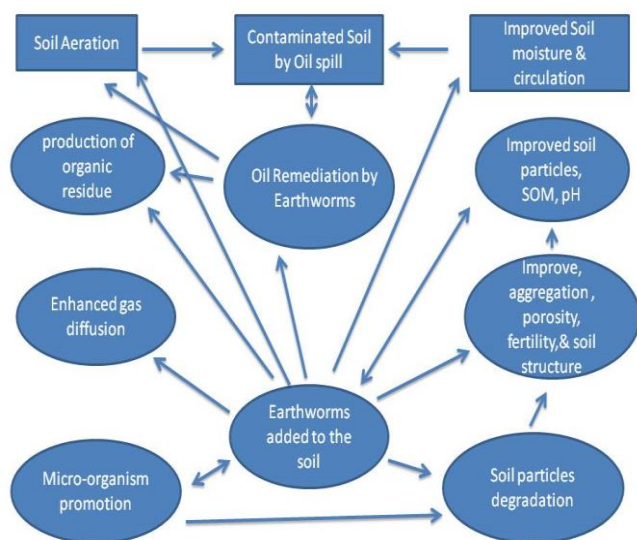 Soil Aeration
Contaminated Soil
by Oil spill
Improved Soil
moisture &
circulation
production of
organic
residue
Oil Remediation by
Earthworms
Improved soil
particles,
SOM, pH
Enhanced gas
diffusion
Improve,
aggregation ,
porosity,
fertility,& soil
structure
Earthworms
added to the
soil
Micro-organism
promotion
Soil particles
degradation